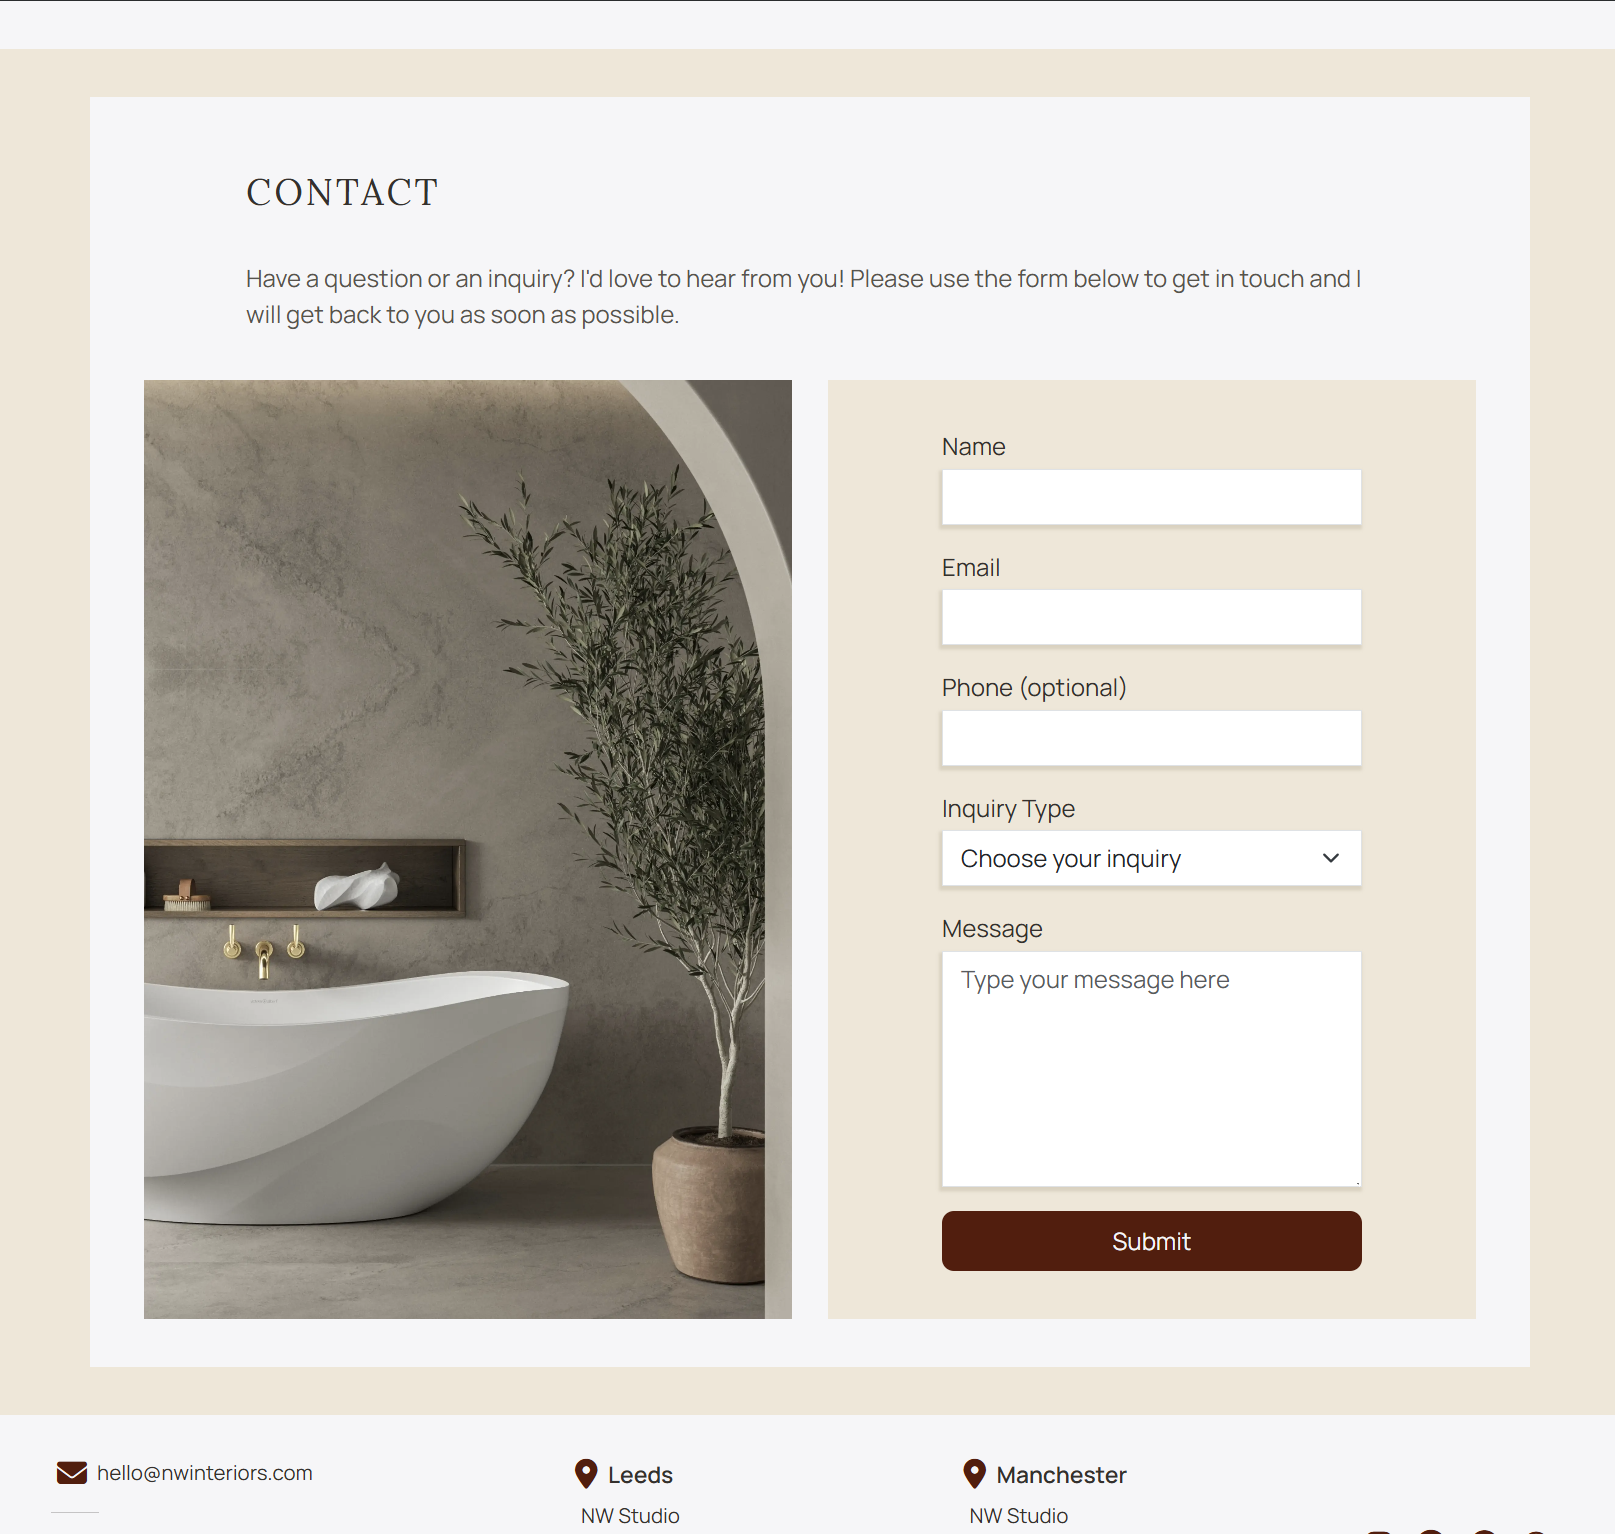 CONTACT
Have a question or an inquiry? I'd love to hear from you! Please use the form below to get in touch and I
will get back to you as soon as possible.
Name
Email
Phone (optional)
Inquiry Type
Choose your inquiry
Message
Type your message here
Submit
hello@nwinteriors.com
Leeds
NW Studio
Manchester
NW Studio